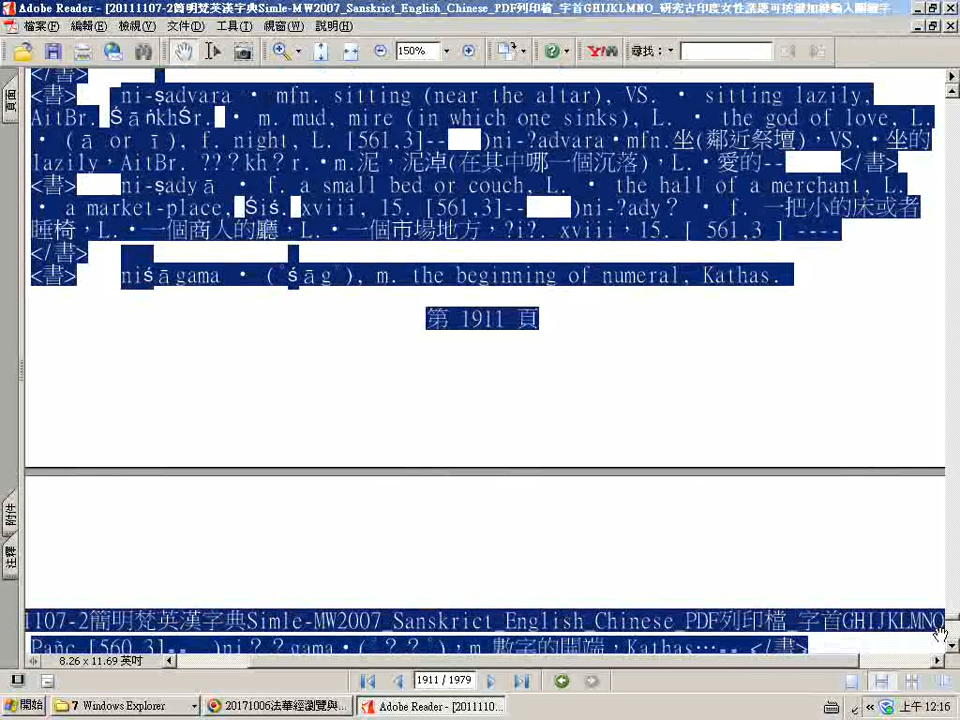 Adobe Reader - [20111107-2簡明梵英漢字典Simle-MW2007_Sanskrict_English_Chinese_PDF列印檔_字首GHIJKLMNO_研究古印度女性議題可按鍵盤輸入關鍵字...
檔案(F) 編輯(E) 檢視(V) 文件(D) 工具(T) 視窗(W) 說明(H)
150% 尋找：
頁面
</書>
<書> ni-ṣadvara • mfn. sitting (near the altar), VS. • sitting lazily,
AitBr. ŚāṅkhŚr. • m. mud, mire (in which one sinks), L. • the god of love, L.
• (ā or ī), f. night, L. [561,3]-- )ni-?advara•mfn.坐(鄰近祭壇)，VS.•坐的
lazily，AitBr. ???kh?r.•m.泥，泥淖(在其中哪一個沉落)，L.•愛的-- </書>
<書> ni-ṣadyā • f. a small bed or couch, L. • the hall of a merchant, L.
• a market-place, Śiś. xviii, 15. [561,3]-- )ni-?ady? • f. 一把小的床或者
睡椅，L.•一個商人的廳，L.•一個市場地方，?i?. xviii，15. [ 561,3 ] ----
</書>
<書> niśāgama • (°śāg°), m. the beginning of numeral, Kathas.
第 1911 頁
附件
注釋
1107-2簡明梵英漢字典Simle-MW2007_Sanskrict_English_Chinese_PDF列印檔_字首GHIJKLMNO
Pañc.[560,3]-- )ni??gama•(°??°)，m.數字的開端，Kathas…-- </書>
8.26 x 11.69 英吋
1911 / 1979
開始 7 Windows Explorer 20171006法華經瀏覽與... Adobe Reader - [2011110... 上午 12:16